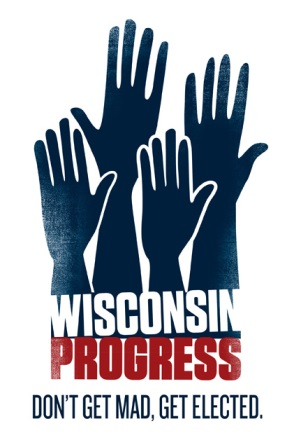 WISCONSIN
PROGRESS
DON'T GET MAD, GET ELECTED.